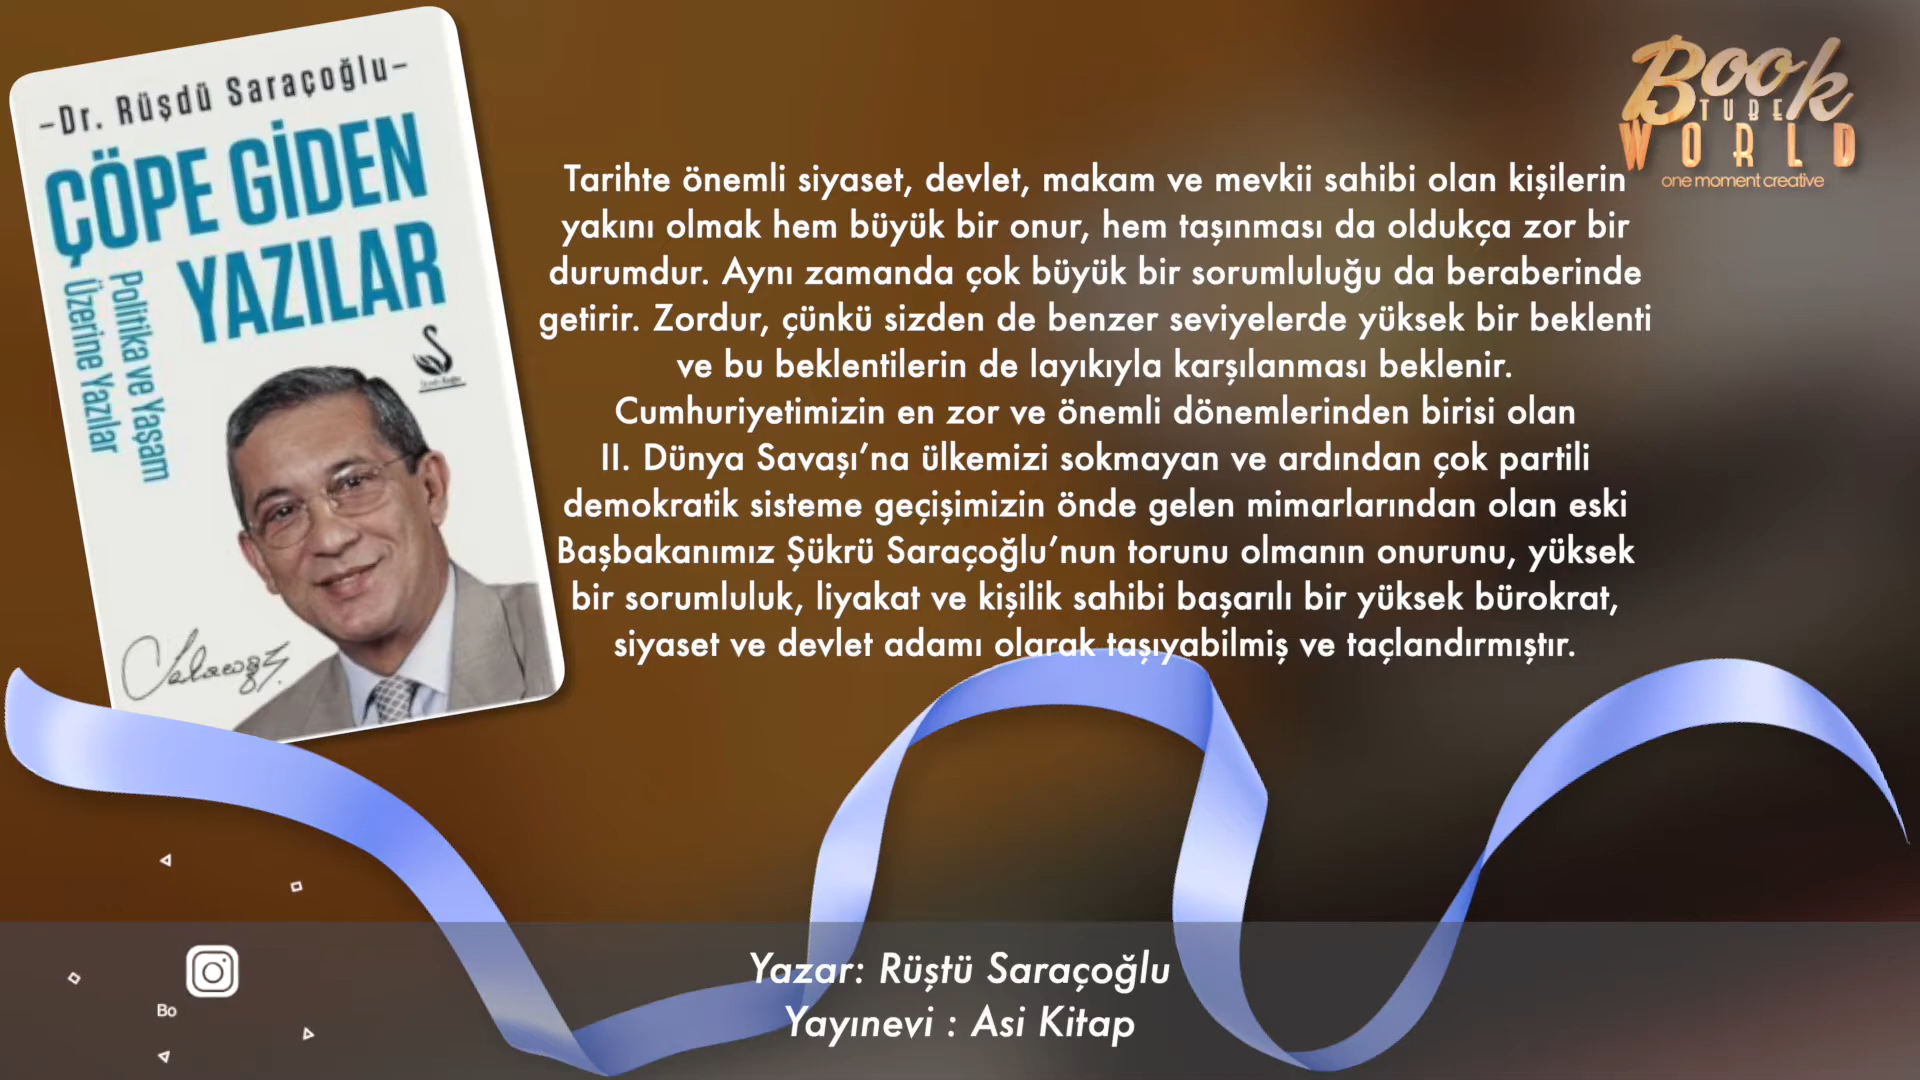 –Dr. Rüşdü Saraçoğlu–
ÇÖPE GİDEN
YAZILAR
Politika ve Yaşam
Üzerine Yazılar
Book
TUBE
WORLD
one moment creative
Tarihte önemli siyaset, devlet, makam ve mevkii sahibi olan kişilerin
yakını olmak hem büyük bir onur, hem taşınması da oldukça zor bir
durumdur. Aynı zamanda çok büyük bir sorumluluğu da beraberinde
getirir. Zordur, çünkü sizden de benzer seviyelerde yüksek bir beklenti
ve bu beklentilerin de layıkıyla karşılanması beklenir.
Cumhuriyetimizin en zor ve önemli dönemlerinden birisi olan
II. Dünya Savaşı’na ülkemizi sokmayan ve ardından çok partili
demokratik sisteme geçişimizin önde gelen mimarlarından olan eski
Başbakanımız Şükrü Saraçoğlu’nun torunu olmanın onurunu, yüksek
bir sorumluluk, liyakat ve kişilik sahibi başarılı bir yüksek bürokrat,
siyaset ve devlet adamı olarak taşıyabilmiş ve taçlandırmıştır.
Bo
Yazar: Rüştü Saraçoğlu
Yayınevi : Asi Kitap